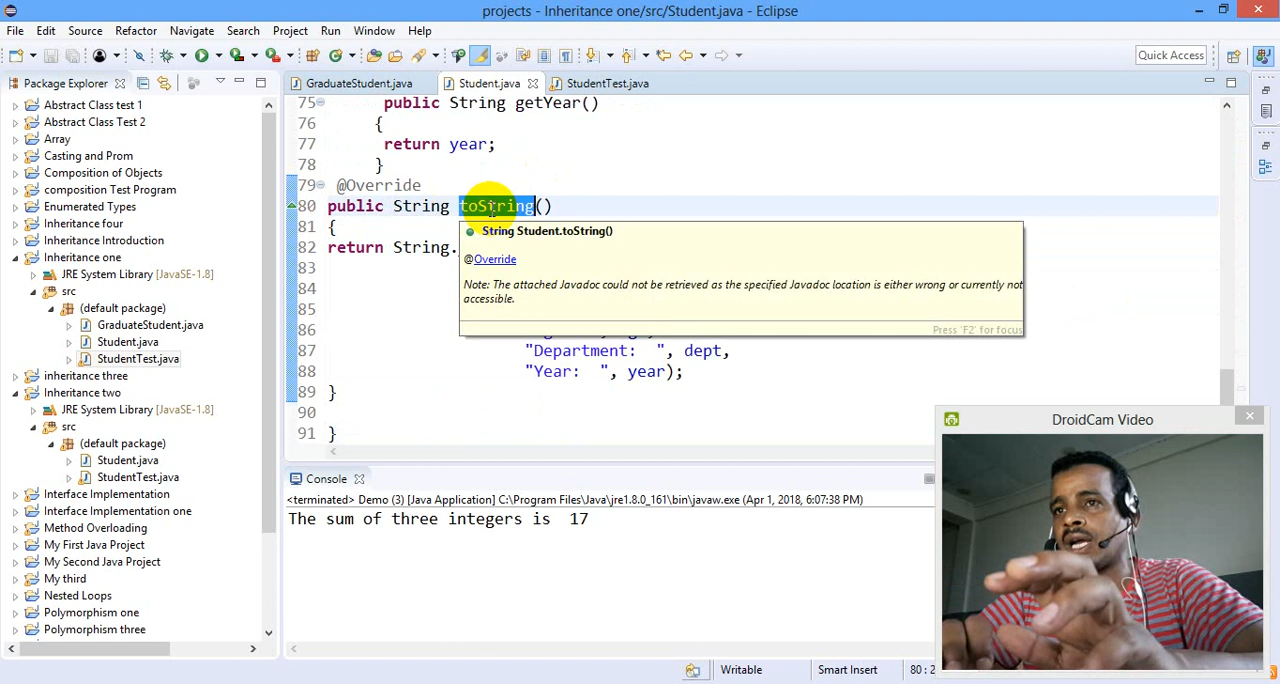 projects - Inheritance one/src/Student.java - Eclipse
File Edit Source Refactor Navigate Search Project Run Window Help
Quick Access
Package Explorer
GraduateStudent.java
Student.java
StudentTest.java
Abstract Class test 1
Abstract Class Test 2
Array
Casting and Prom
Composition of Objects
composition Test Program
Enumerated Types
Inheritance four
Inheritance Introduction
Inheritance one
JRE System Library [JavaSE-1.8]
src
(default package)
GraduateStudent.java
Student.java
StudentTest.java
inheritance three
Inheritance two
JRE System Library [JavaSE-1.8]
src
(default package)
Student.java
StudentTest.java
Interface Implementation
Interface Implementation one
Method Overloading
My First Java Project
My Second Java Project
My third
Nested Loops
Polymorphism one
Polymorphism three
75 public String getYear()
76 {
77 return year;
78 }
79 @Override
80 public String toString()
81 {
82 return String.
83
84
85
86
87 "Department: ", dept,
88 "Year: ", year);
89 }
90
91 }
String Student.toString()
@Override
Note: The attached Javadoc could not be retrieved as the specified Javadoc location is either wrong or currently not
accessible.
Press 'F2' for focus
Console
<terminated> Demo (3) [Java Application] C:\Program Files\Java\jre1.8.0_161\bin\javaw.exe (Apr 1, 2018, 6:07:38 PM)
The sum of three integers is 17
DroidCam Video
Writable
Smart Insert
80 : 2